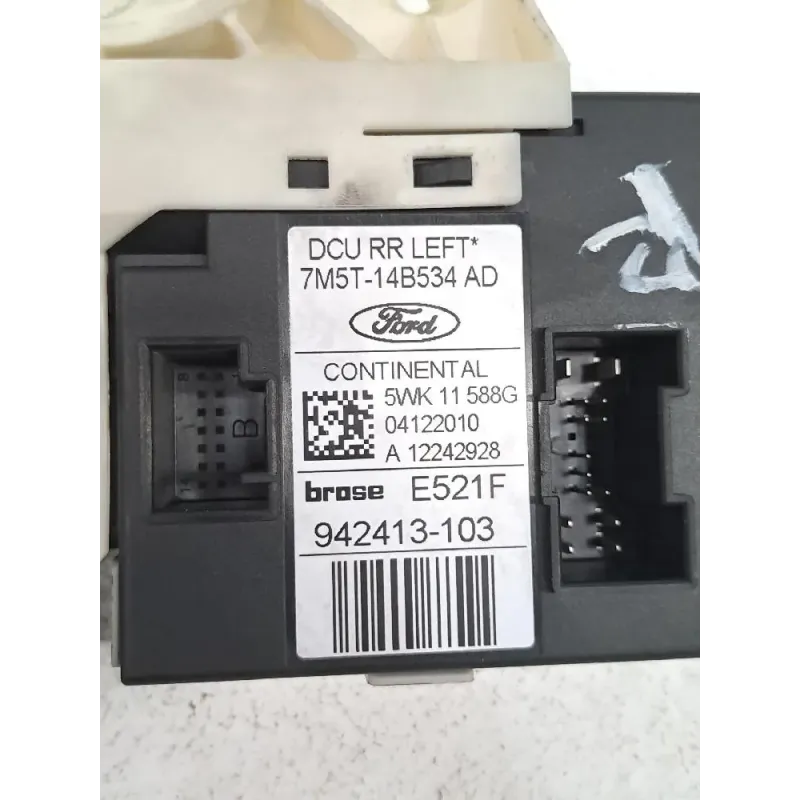 DCU RR LEFT*
7M5T-14B534 AD
Ford
CONTINENTAL
5WK 11 588G
04122010
A 12242928
brose E521F
942413-103
B